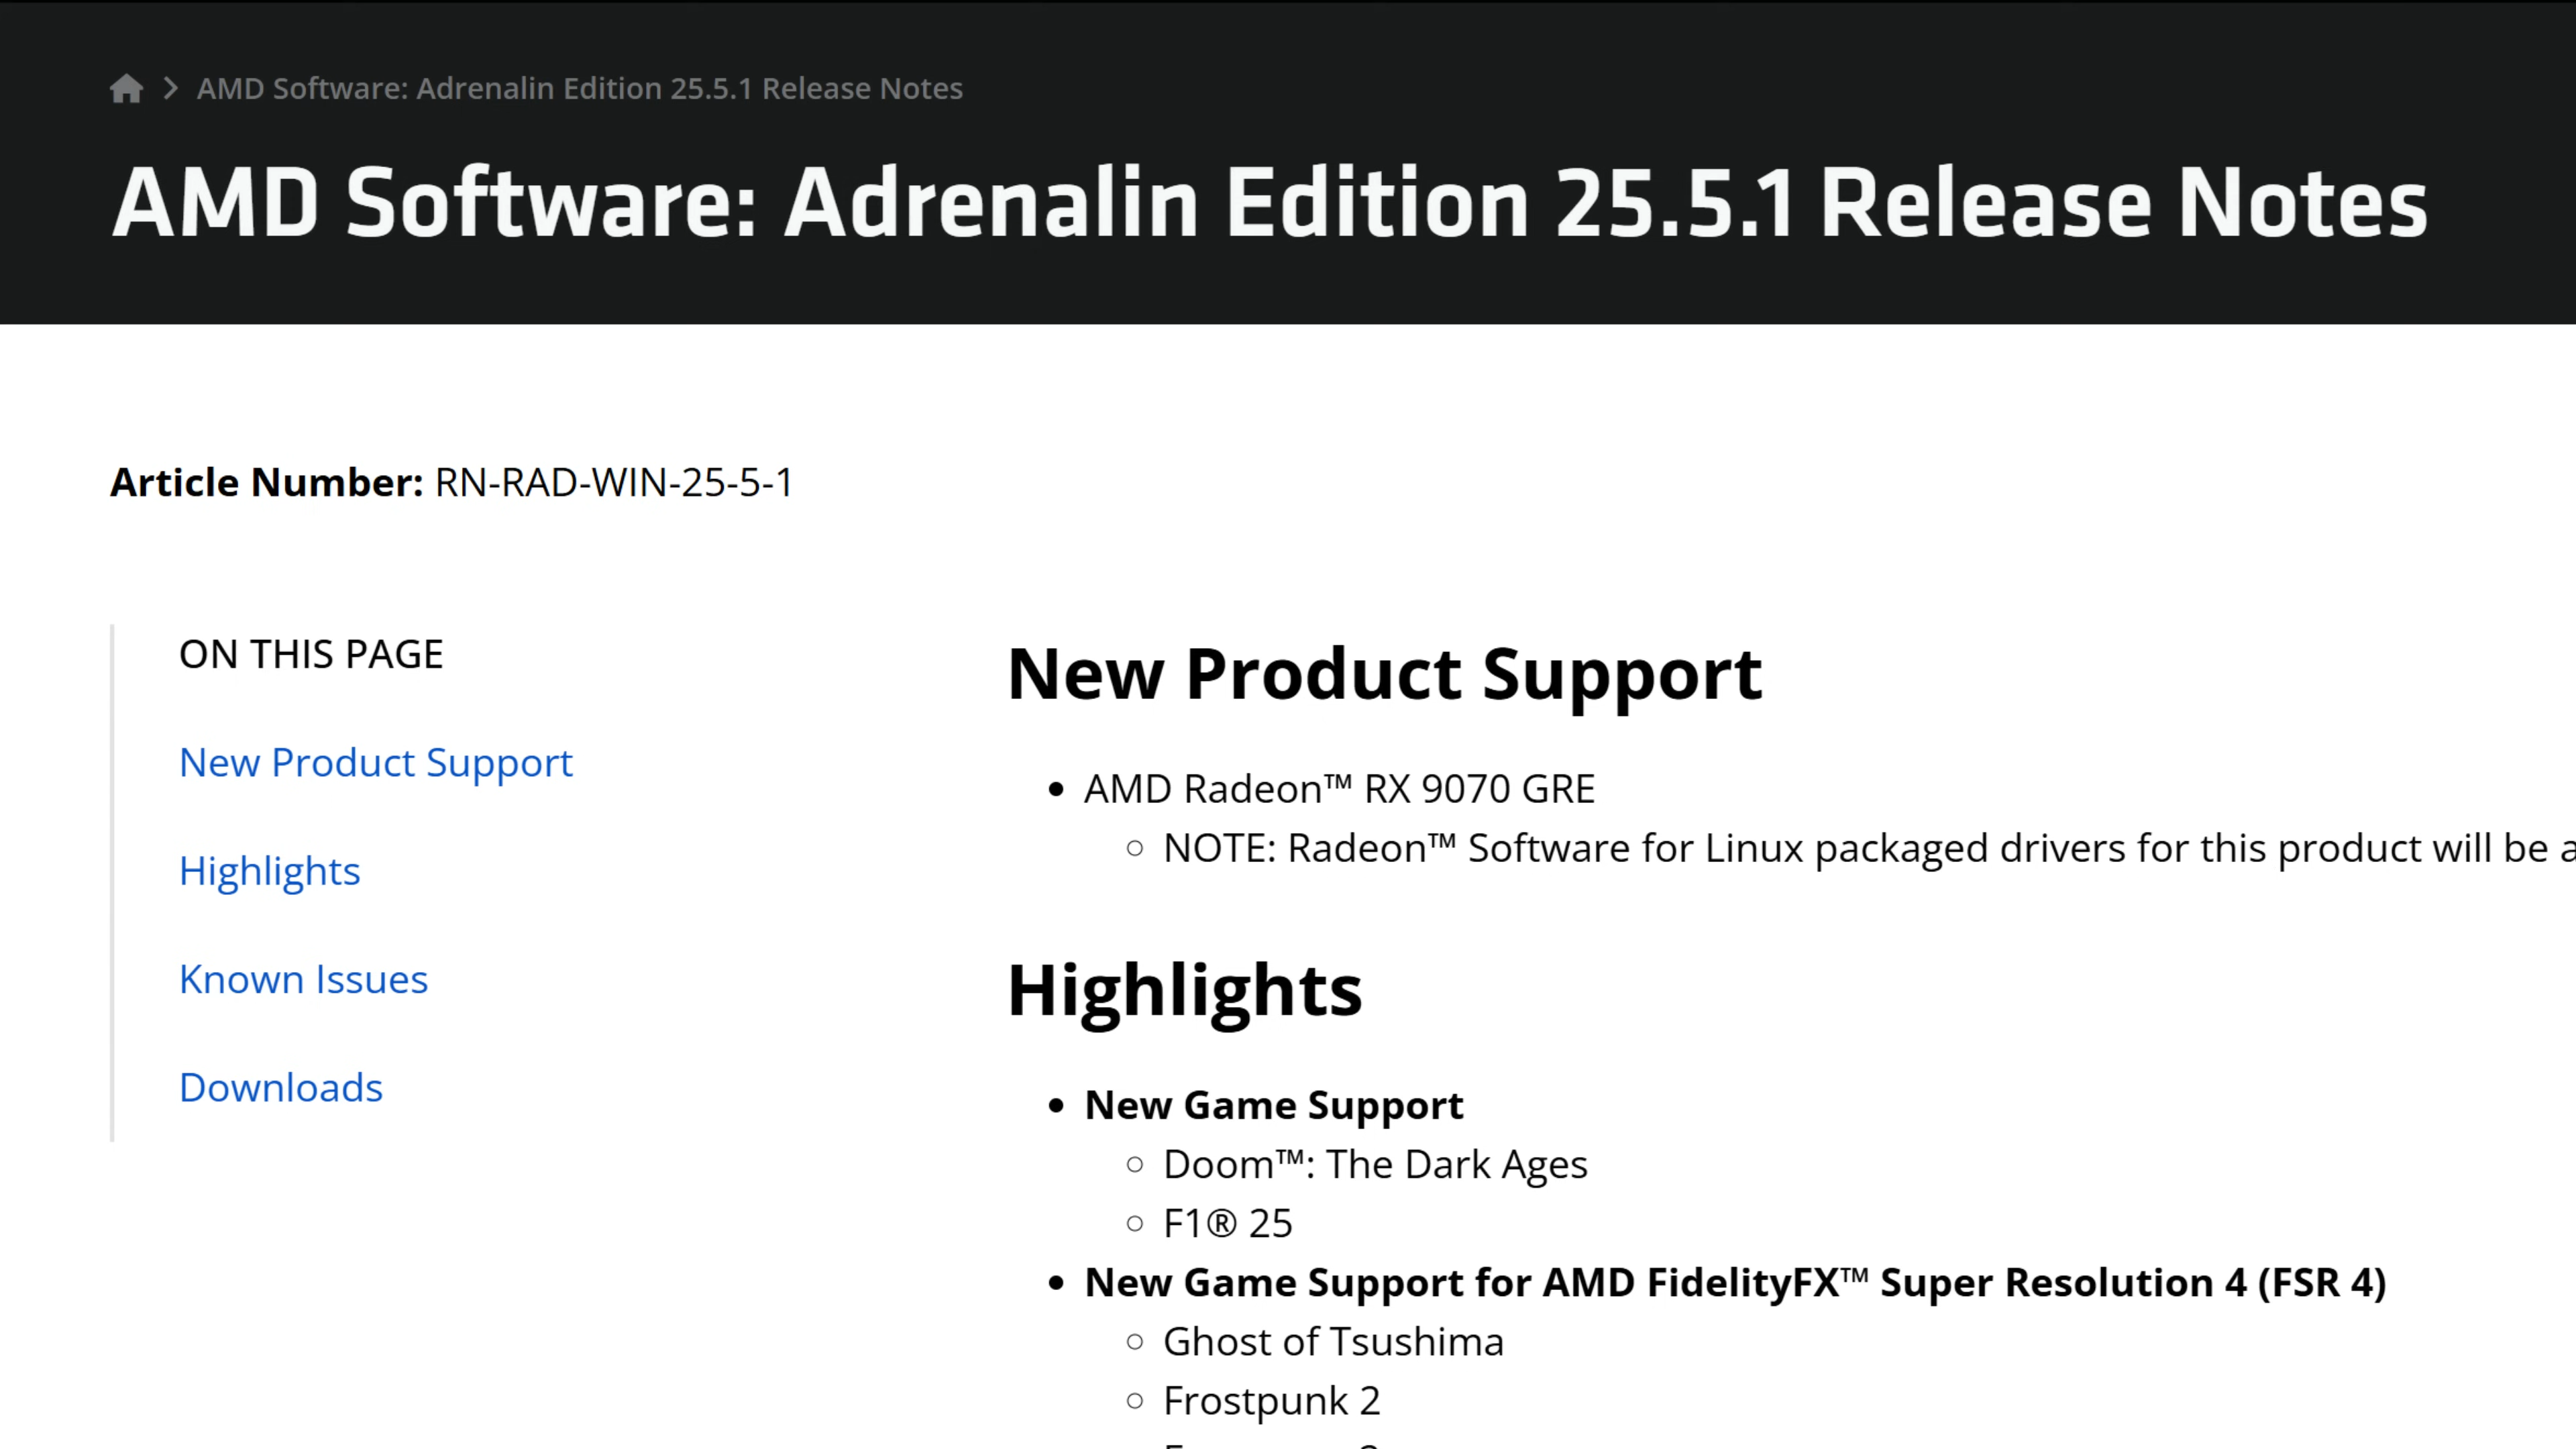 AMD Software: Adrenalin Edition 25.5.1 Release Notes
AMD Software: Adrenalin Edition 25.5.1 Release Notes
Article Number: RN-RAD-WIN-25-5-1
ON THIS PAGE
New Product Support
Highlights
Known Issues
Downloads
New Product Support
AMD Radeon™ RX 9070 GRE
NOTE: Radeon™ Software for Linux packaged drivers for this product will be
Highlights
New Game Support
Doom™: The Dark Ages
F1® 25
New Game Support for AMD FidelityFX™ Super Resolution 4 (FSR 4)
Ghost of Tsushima
Frostpunk 2